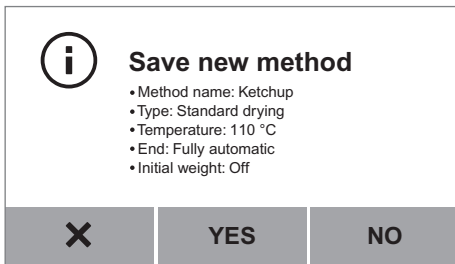 Save new method
• Method name: Ketchup
• Type: Standard drying
• Temperature: 110 °C
• End: Fully automatic
• Initial weight: Off
YES
NO